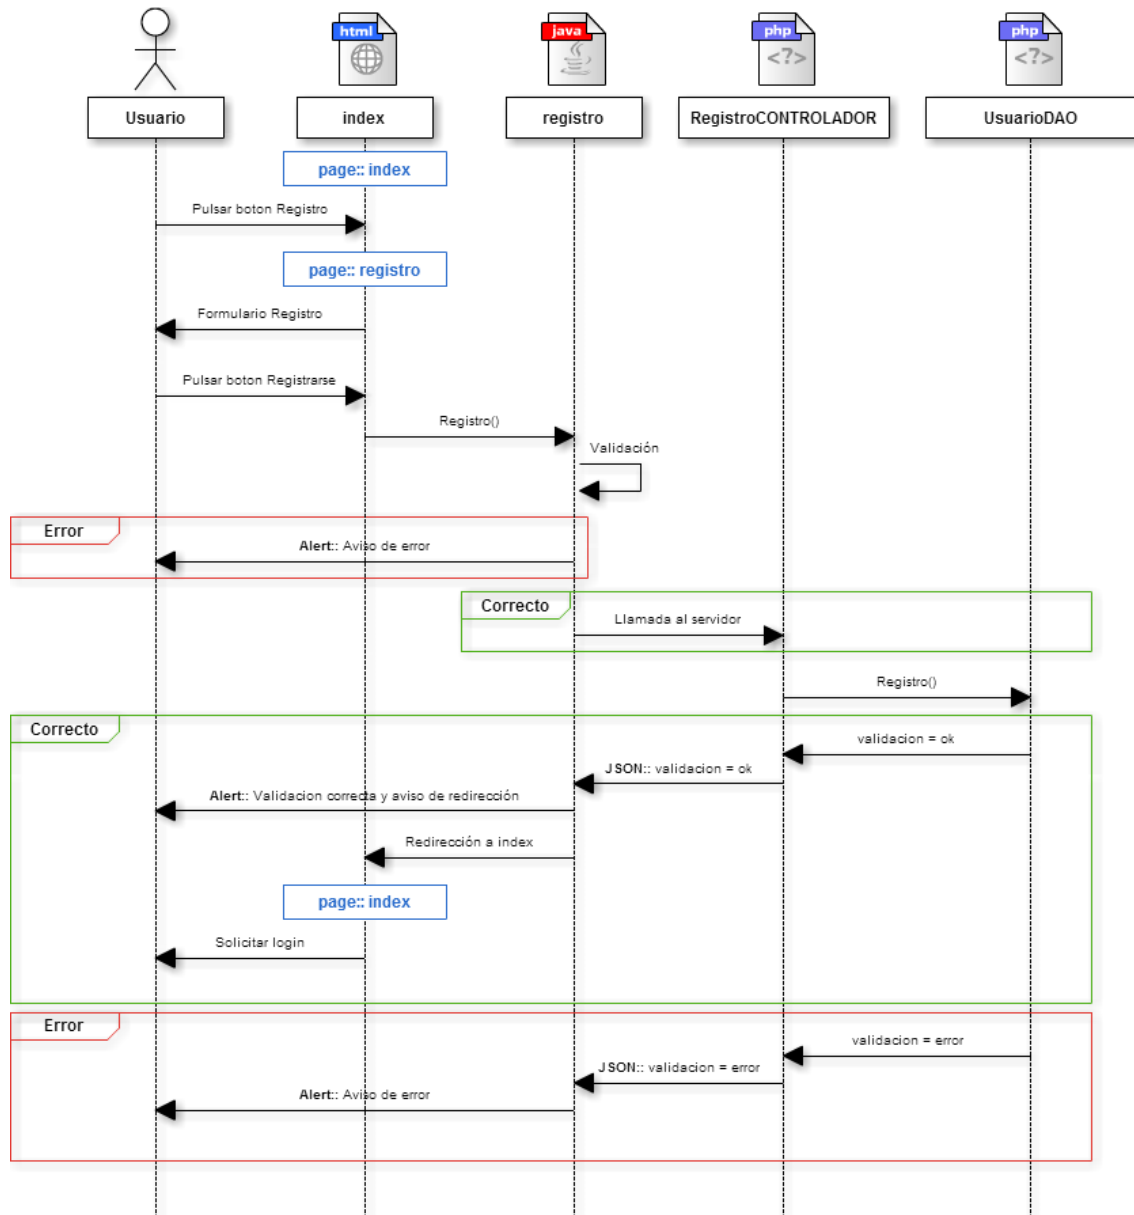 html
java
php
<?>
php
<?>
Usuario
index
registro
RegistroCONTROLADOR
UsuarioDAO
page:: index
Pulsar boton Registro
page:: registro
Formulario Registro
Pulsar boton Registrarse
Registro()
Validación
Error
Alert:: Aviso de error
Correcto
Llamada al servidor
Registro()
Correcto
validacion = ok
JSON:: validacion = ok
Alert:: Validacion correcta y aviso de redirección
Redirección a index
page:: index
Solicitar login
Error
validacion = error
JSON:: validacion = error
Alert:: Aviso de error